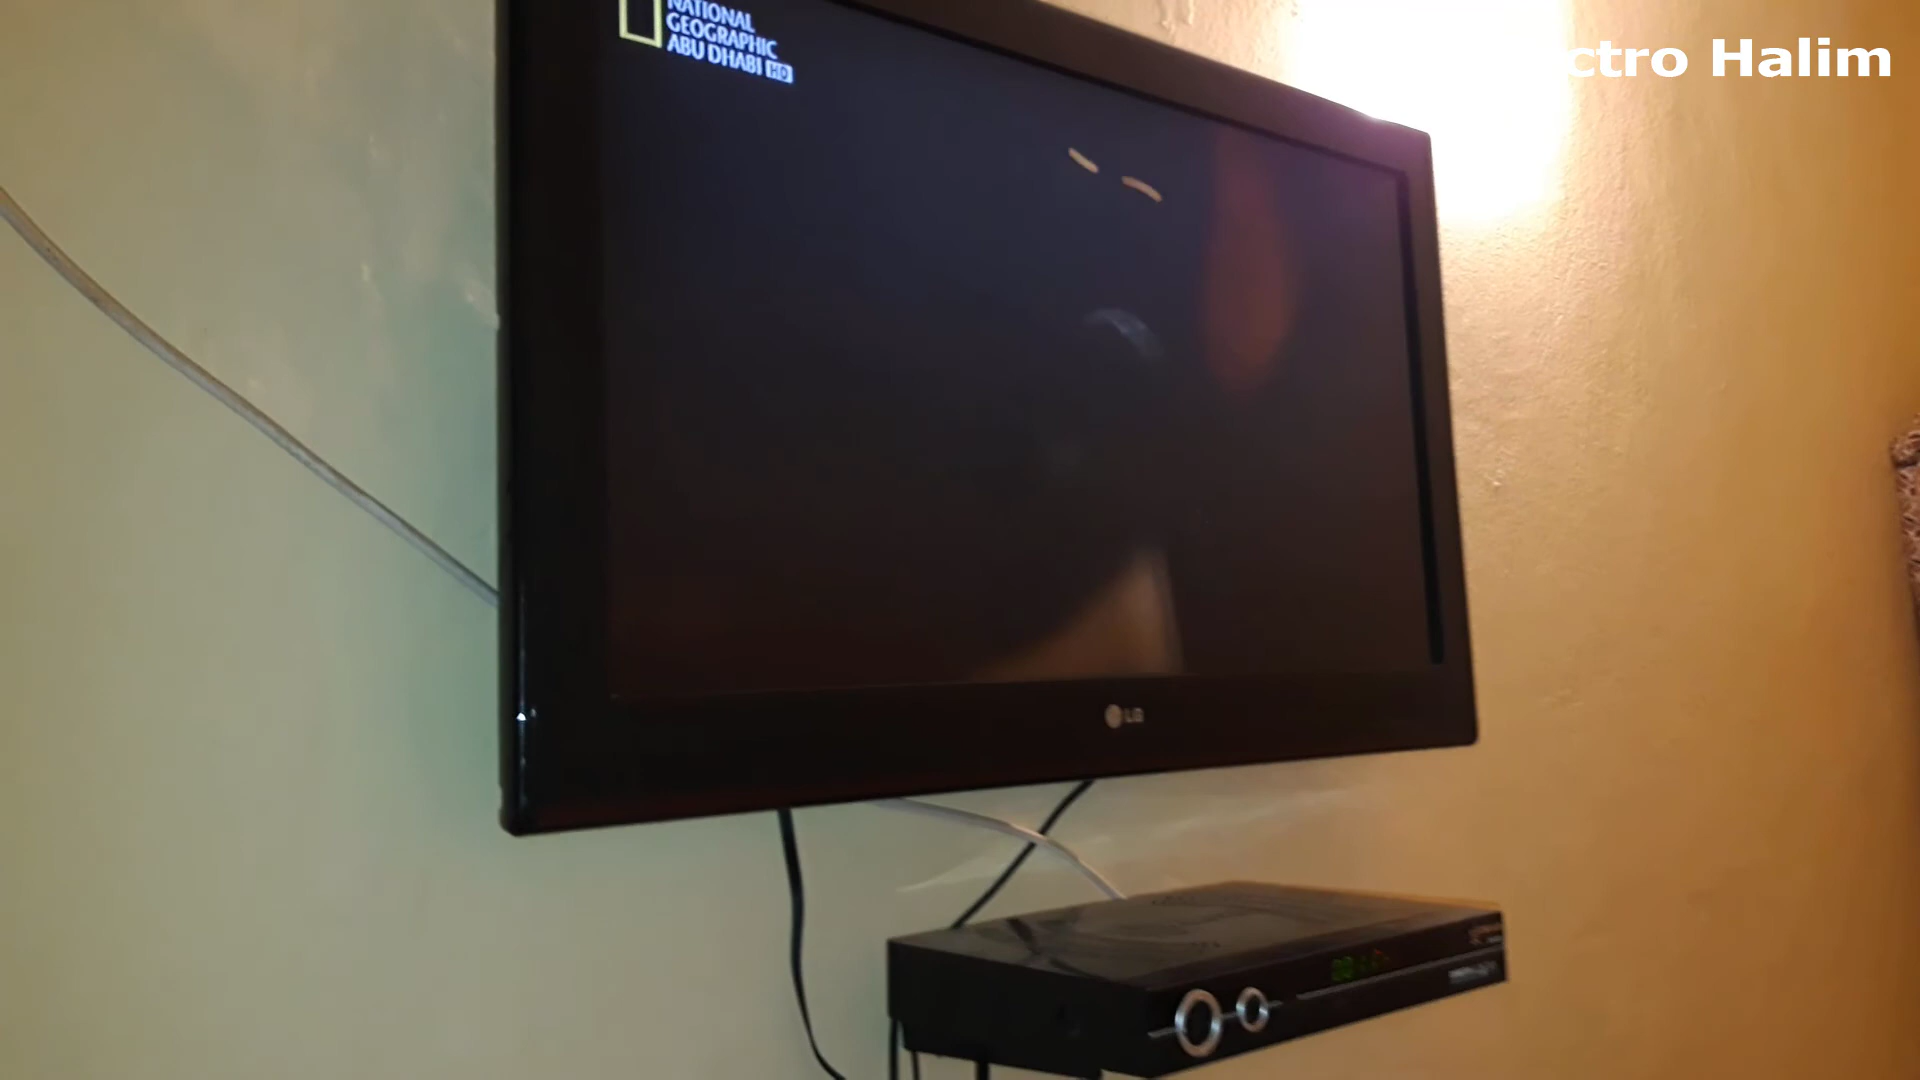 NATIONAL
GEOGRAPHIC
ABU DHABI HD
ctro Halim
LG